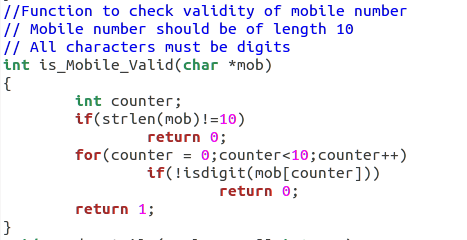 //Function to check validity of mobile number
// Mobile number should be of length 10
// All characters must be digits
int is_Mobile_Valid(char *mob)
{
        int counter;
        if(strlen(mob)!=10)
                return 0;
        for(counter = 0;counter<10;counter++)
                if(!isdigit(mob[counter]))
                        return 0;
        return 1;
}